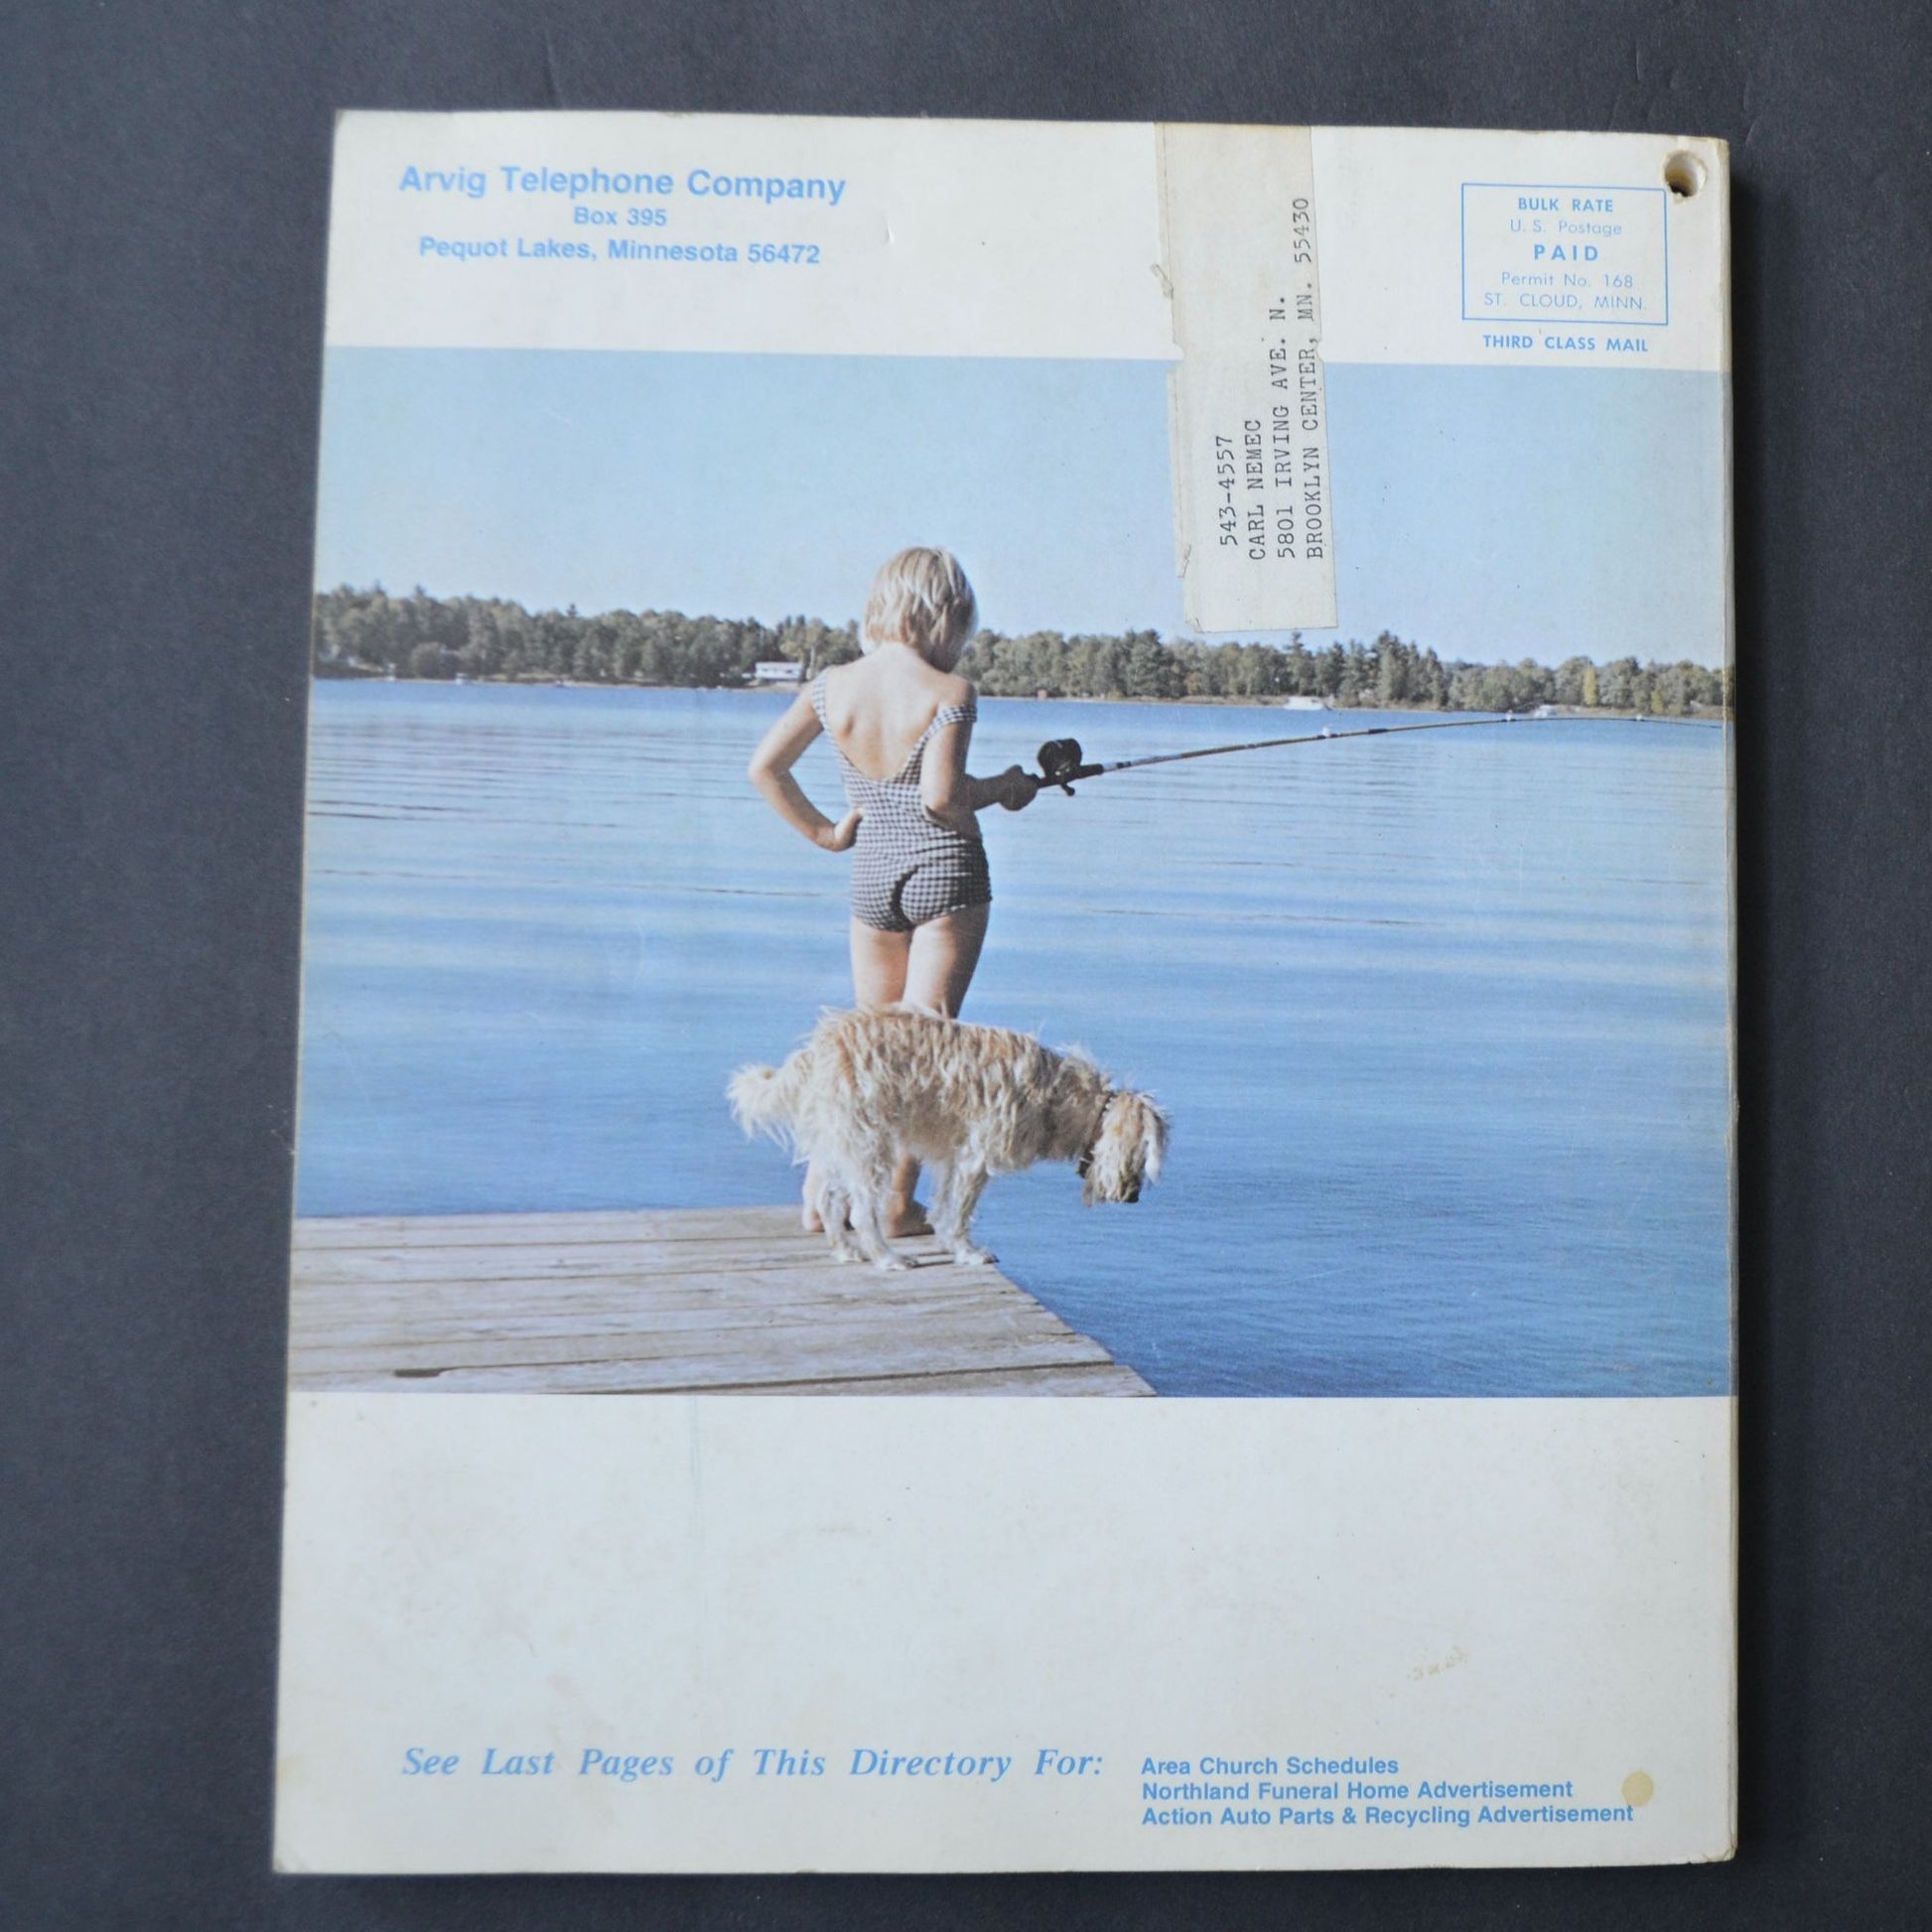 Arvig Telephone Company
Box 395
Pequot Lakes, Minnesota 56472
BULK RATE
U. S. Postage
PAID
Permit No. 168
ST. CLOUD, MINN.
THIRD CLASS MAIL
543-4557
CARL NEMEC
5801 IRVING AVE. N.
BROOKLYN CENTER, MN. 55430
See Last Pages of This Directory For:
Area Church Schedules
Northland Funeral Home Advertisement
Action Auto Parts & Recycling Advertisement